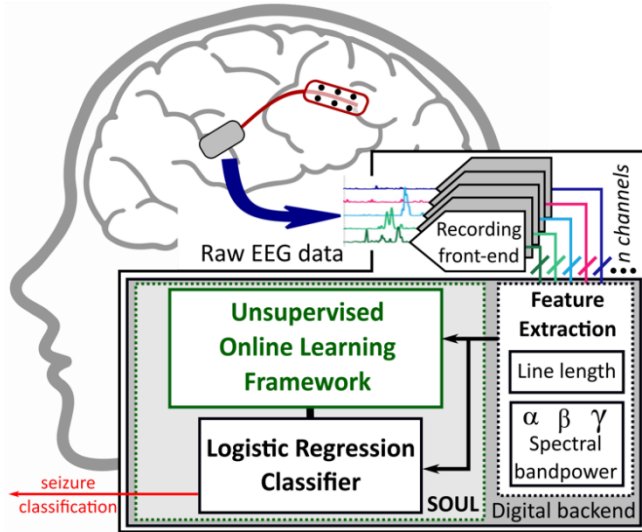 Raw EEG data
Recording
front-end
n channels
Unsupervised
Online Learning
Framework
Logistic Regression
Classifier
SOUL
Feature
Extraction
Line length
α β γ
Spectral
bandpower
Digital backend
seizure
classification